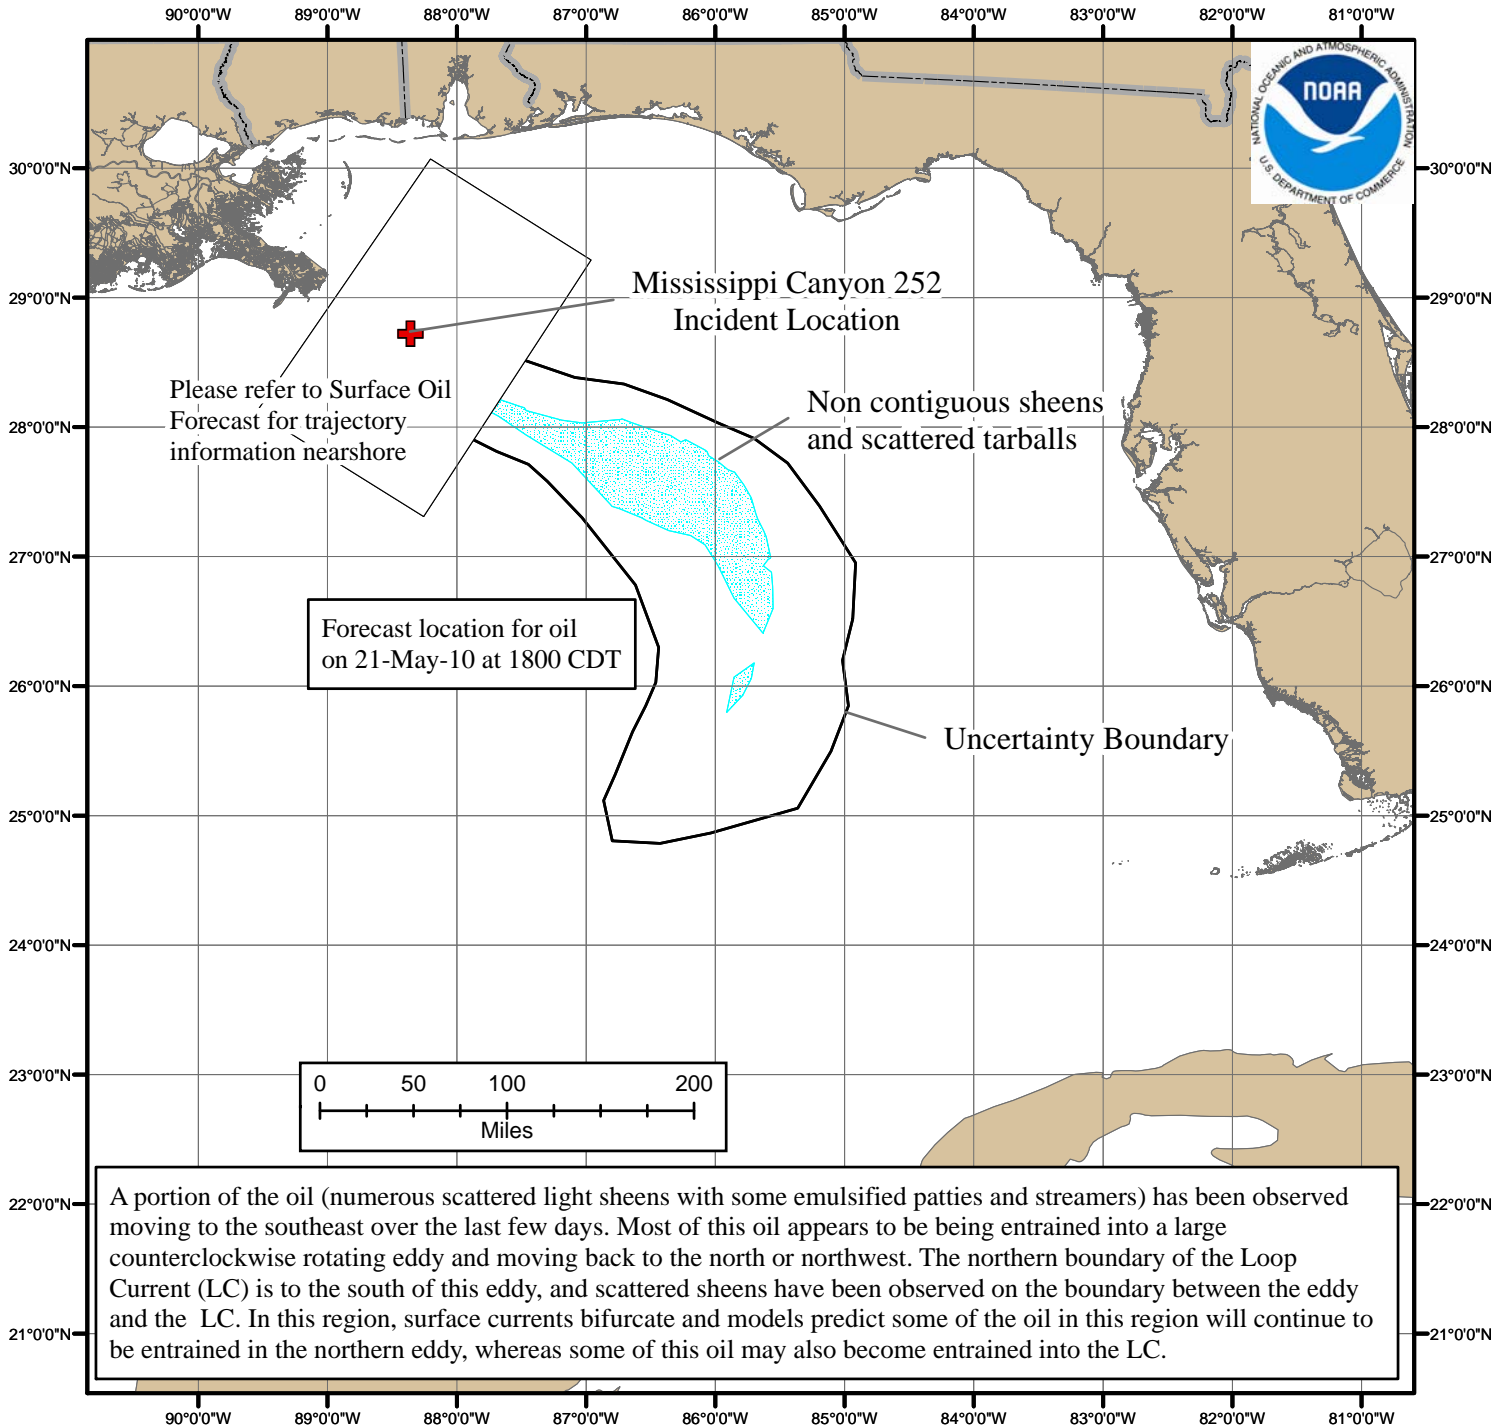 90°0'0"W 89°0'0"W 88°0'0"W 87°0'0"W 86°0'0"W 85°0'0"W 84°0'0"W 83°0'0"W 82°0'0"W 81°0'0"W
NATIONAL OCEANIC AND ATMOSPHERIC ADMINISTRATION
NOAA
U.S. DEPARTMENT OF COMMERCE
30°0'0"N 30°0'0"N
29°0'0"N 29°0'0"N
Mississippi Canyon 252
Incident Location
Please refer to Surface Oil
Forecast for trajectory
information nearshore
Non contiguous sheens
and scattered tarballs
28°0'0"N 28°0'0"N
27°0'0"N 27°0'0"N
Forecast location for oil
on 21-May-10 at 1800 CDT
26°0'0"N 26°0'0"N
Uncertainty Boundary
25°0'0"N 25°0'0"N
24°0'0"N 24°0'0"N
23°0'0"N 23°0'0"N
0 50 100 200
Miles
22°0'0"N 22°0'0"N
A portion of the oil (numerous scattered light sheens with some emulsified patties and streamers) has been observed
moving to the southeast over the last few days. Most of this oil appears to be being entrained into a large
counterclockwise rotating eddy and moving back to the north or northwest. The northern boundary of the Loop
Current (LC) is to the south of this eddy, and scattered sheens have been observed on the boundary between the eddy
and the LC. In this region, surface currents bifurcate and models predict some of the oil in this region will continue to
be entrained in the northern eddy, whereas some of this oil may also become entrained into the LC.
21°0'0"N 21°0'0"N
90°0'0"W 89°0'0"W 88°0'0"W 87°0'0"W 86°0'0"W 85°0'0"W 84°0'0"W 83°0'0"W 82°0'0"W 81°0'0"W